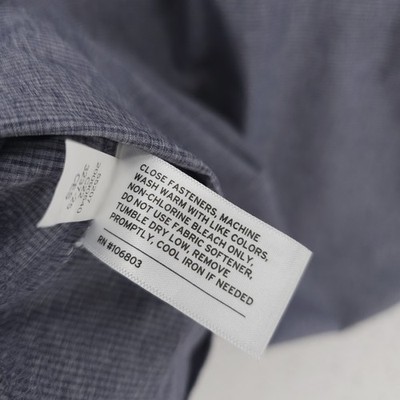 CLOSE FASTENERS, MACHINE
WASH WARM WITH LIKE COLORS,
NON-CHLORINE BLEACH ONLY,
DO NOT USE FABRIC SOFTENER,
TUMBLE DRY LOW, REMOVE
PROMPTLY, COOL IRON IF NEEDED
RN #106803